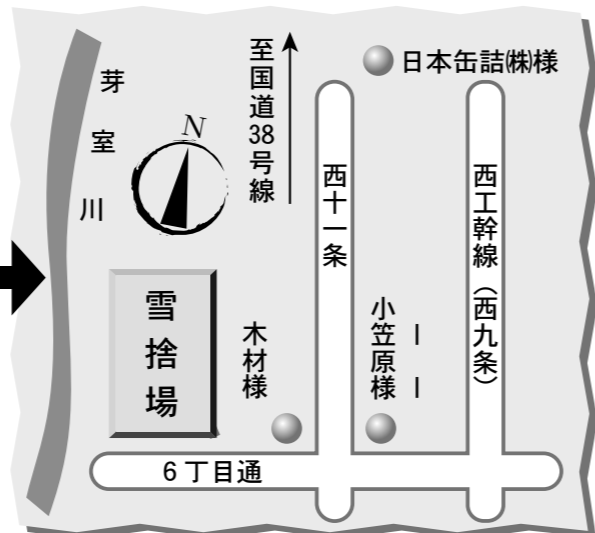 芽室川
N
至国道38号線
日本缶詰㈱様
西十一条
西工幹線（西九条）
雪捨場
木材様
小笠原様
6丁目通